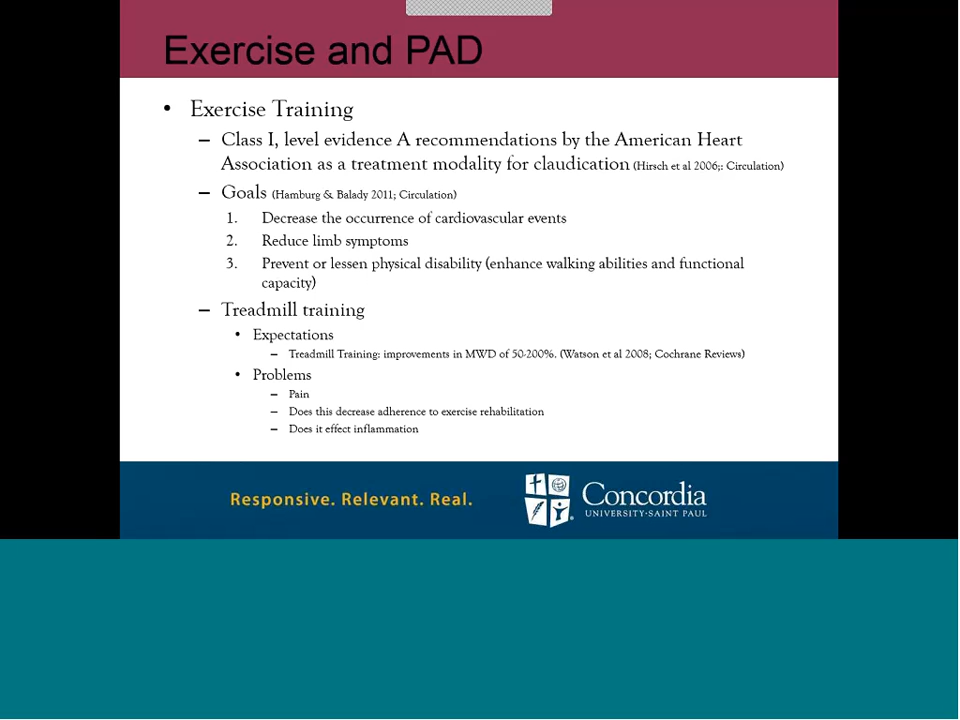 Exercise and PAD
• Exercise Training
– Class I, level evidence A recommendations by the American Heart
Association as a treatment modality for claudication (Hirsch et al 2006;: Circulation)
– Goals (Hamburg & Balady 2011; Circulation)
1. Decrease the occurrence of cardiovascular events
2. Reduce limb symptoms
3. Prevent or lessen physical disability (enhance walking abilities and functional
capacity)
– Treadmill training
• Expectations
– Treadmill Training: improvements in MWD of 50-200%. (Watson et al 2008; Cochrane Reviews)
• Problems
– Pain
– Does this decrease adherence to exercise rehabilitation
– Does it effect inflammation
Responsive. Relevant. Real.
Concordia
UNIVERSITY·SAINT PAUL